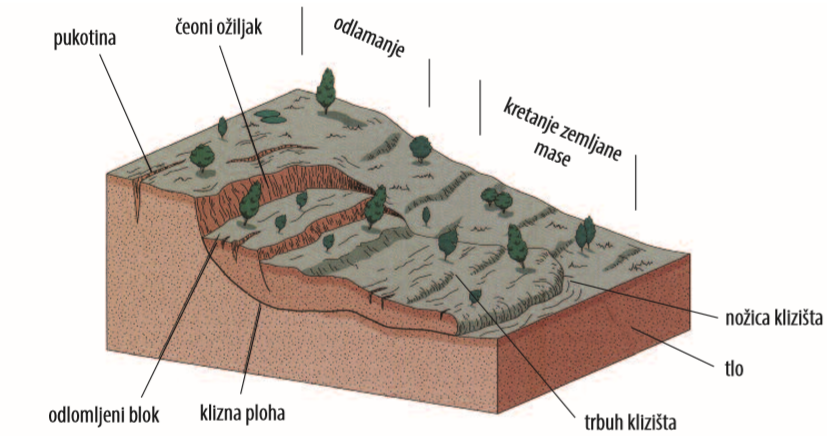 pukotina
čeoni ožiljak
odlamanje
kretanje zemljane
mase
nožica klizišta
tlo
trbuh klizišta
klizna ploha
odlomljeni blok